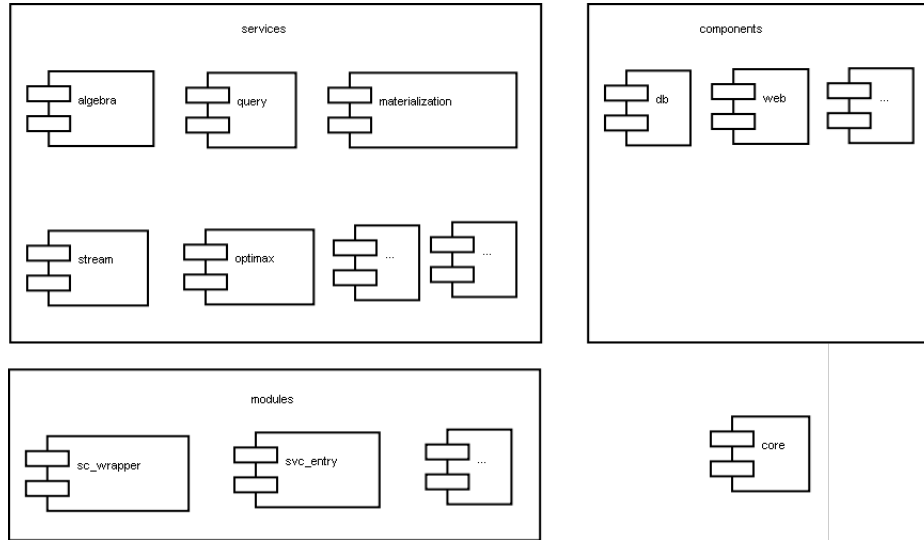 services
algebra
query
materialization
stream
optimax
...
...
components
db
web
...
modules
sc_wrapper
svc_entry
...
core